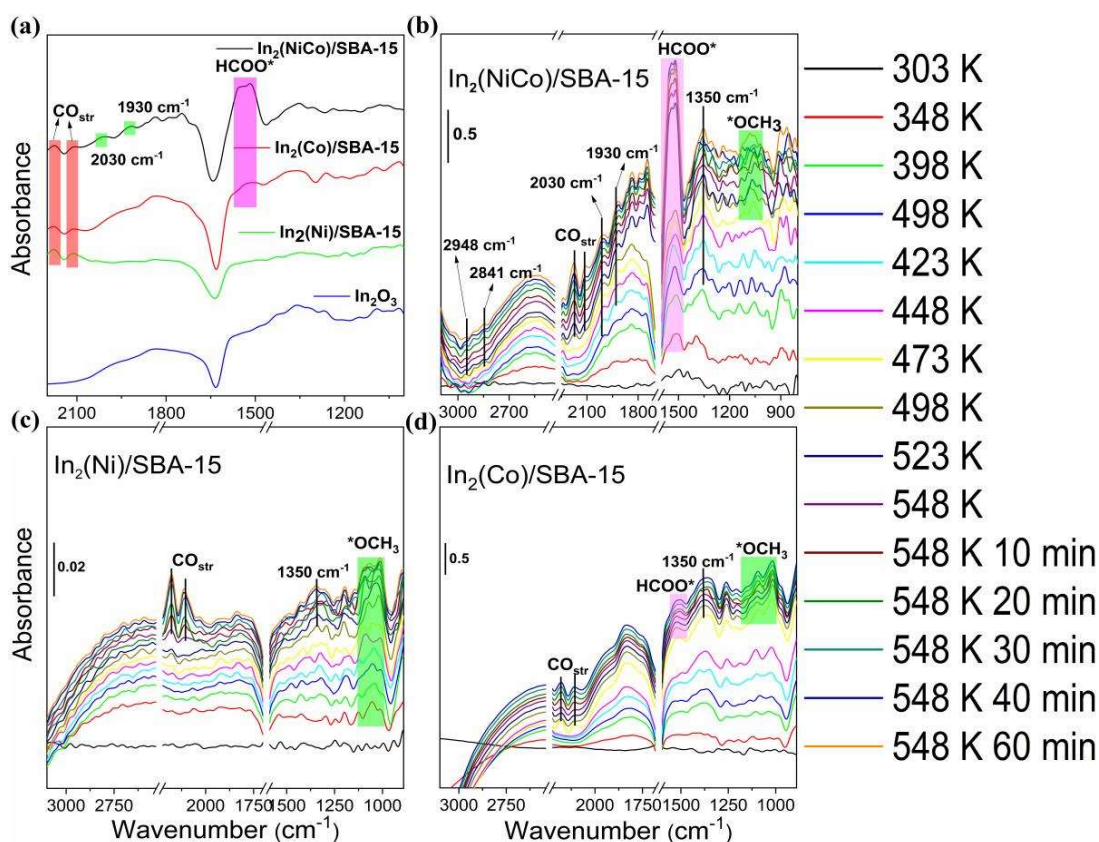 (a)
In₂(NiCo)/SBA-15
HCOO*
1930 cm⁻¹
COstr
2030 cm⁻¹
In₂(Co)/SBA-15
In₂(Ni)/SBA-15
In₂O₃
Absorbance
2100 1800 1500 1200
(b)
In₂(NiCo)/SBA-15
HCOO*
0.5
1350 cm⁻¹
*OCH₃
1930 cm⁻¹
2030 cm⁻¹
COstr
2948 cm⁻¹
2841 cm⁻¹
3000 2700 2100 1800 1500 1200 900
(c)
In₂(Ni)/SBA-15
0.02
COstr
1350 cm⁻¹
*OCH₃
Absorbance
3000 2750 2000 1750 1500 1000
Wavenumber (cm⁻¹)
(d)
In₂(Co)/SBA-15
0.5
*OCH₃
1350 cm⁻¹
HCOO*
COstr
3000 2750 2000 1750 1500 1000
Wavenumber (cm⁻¹)
303 K
348 K
398 K
498 K
423 K
448 K
473 K
498 K
523 K
548 K
548 K 10 min
548 K 20 min
548 K 30 min
548 K 40 min
548 K 60 min